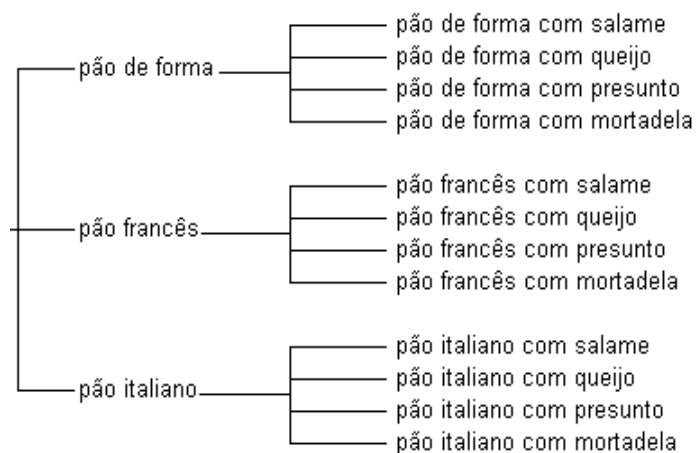 pão de forma com salame
pão de forma com queijo
pão de forma
pão de forma com presunto
pão de forma com mortadela
pão francês com salame
pão francês com queijo
pão francês
pão francês com presunto
pão francês com mortadela
pão italiano com salame
pão italiano com queijo
pão italiano
pão italiano com presunto
pão italiano com mortadela